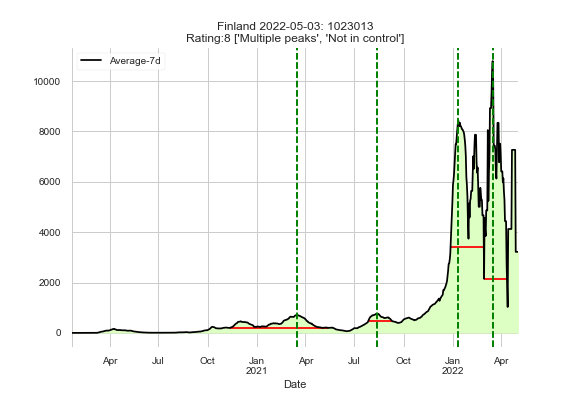 Finland 2022-05-03: 1023013
Rating:8 ['Multiple peaks', 'Not in control']
Average-7d
10000
8000
6000
4000
2000
0
Apr Jul Oct Jan Apr Jul Oct Jan Apr
2021 2022
Date